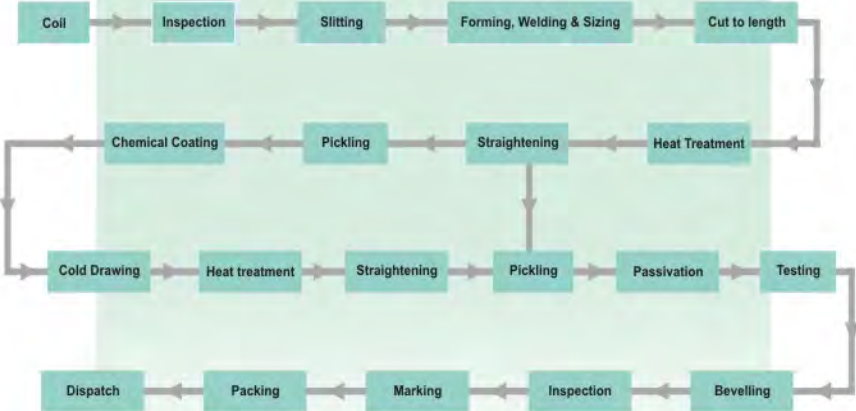 Coil
Inspection
Slitting
Forming, Welding & Sizing
Cut to length
Chemical Coating
Pickling
Straightening
Heat Treatment
Cold Drawing
Heat treatment
Straightening
Pickling
Passivation
Testing
Dispatch
Packing
Marking
Inspection
Bevelling